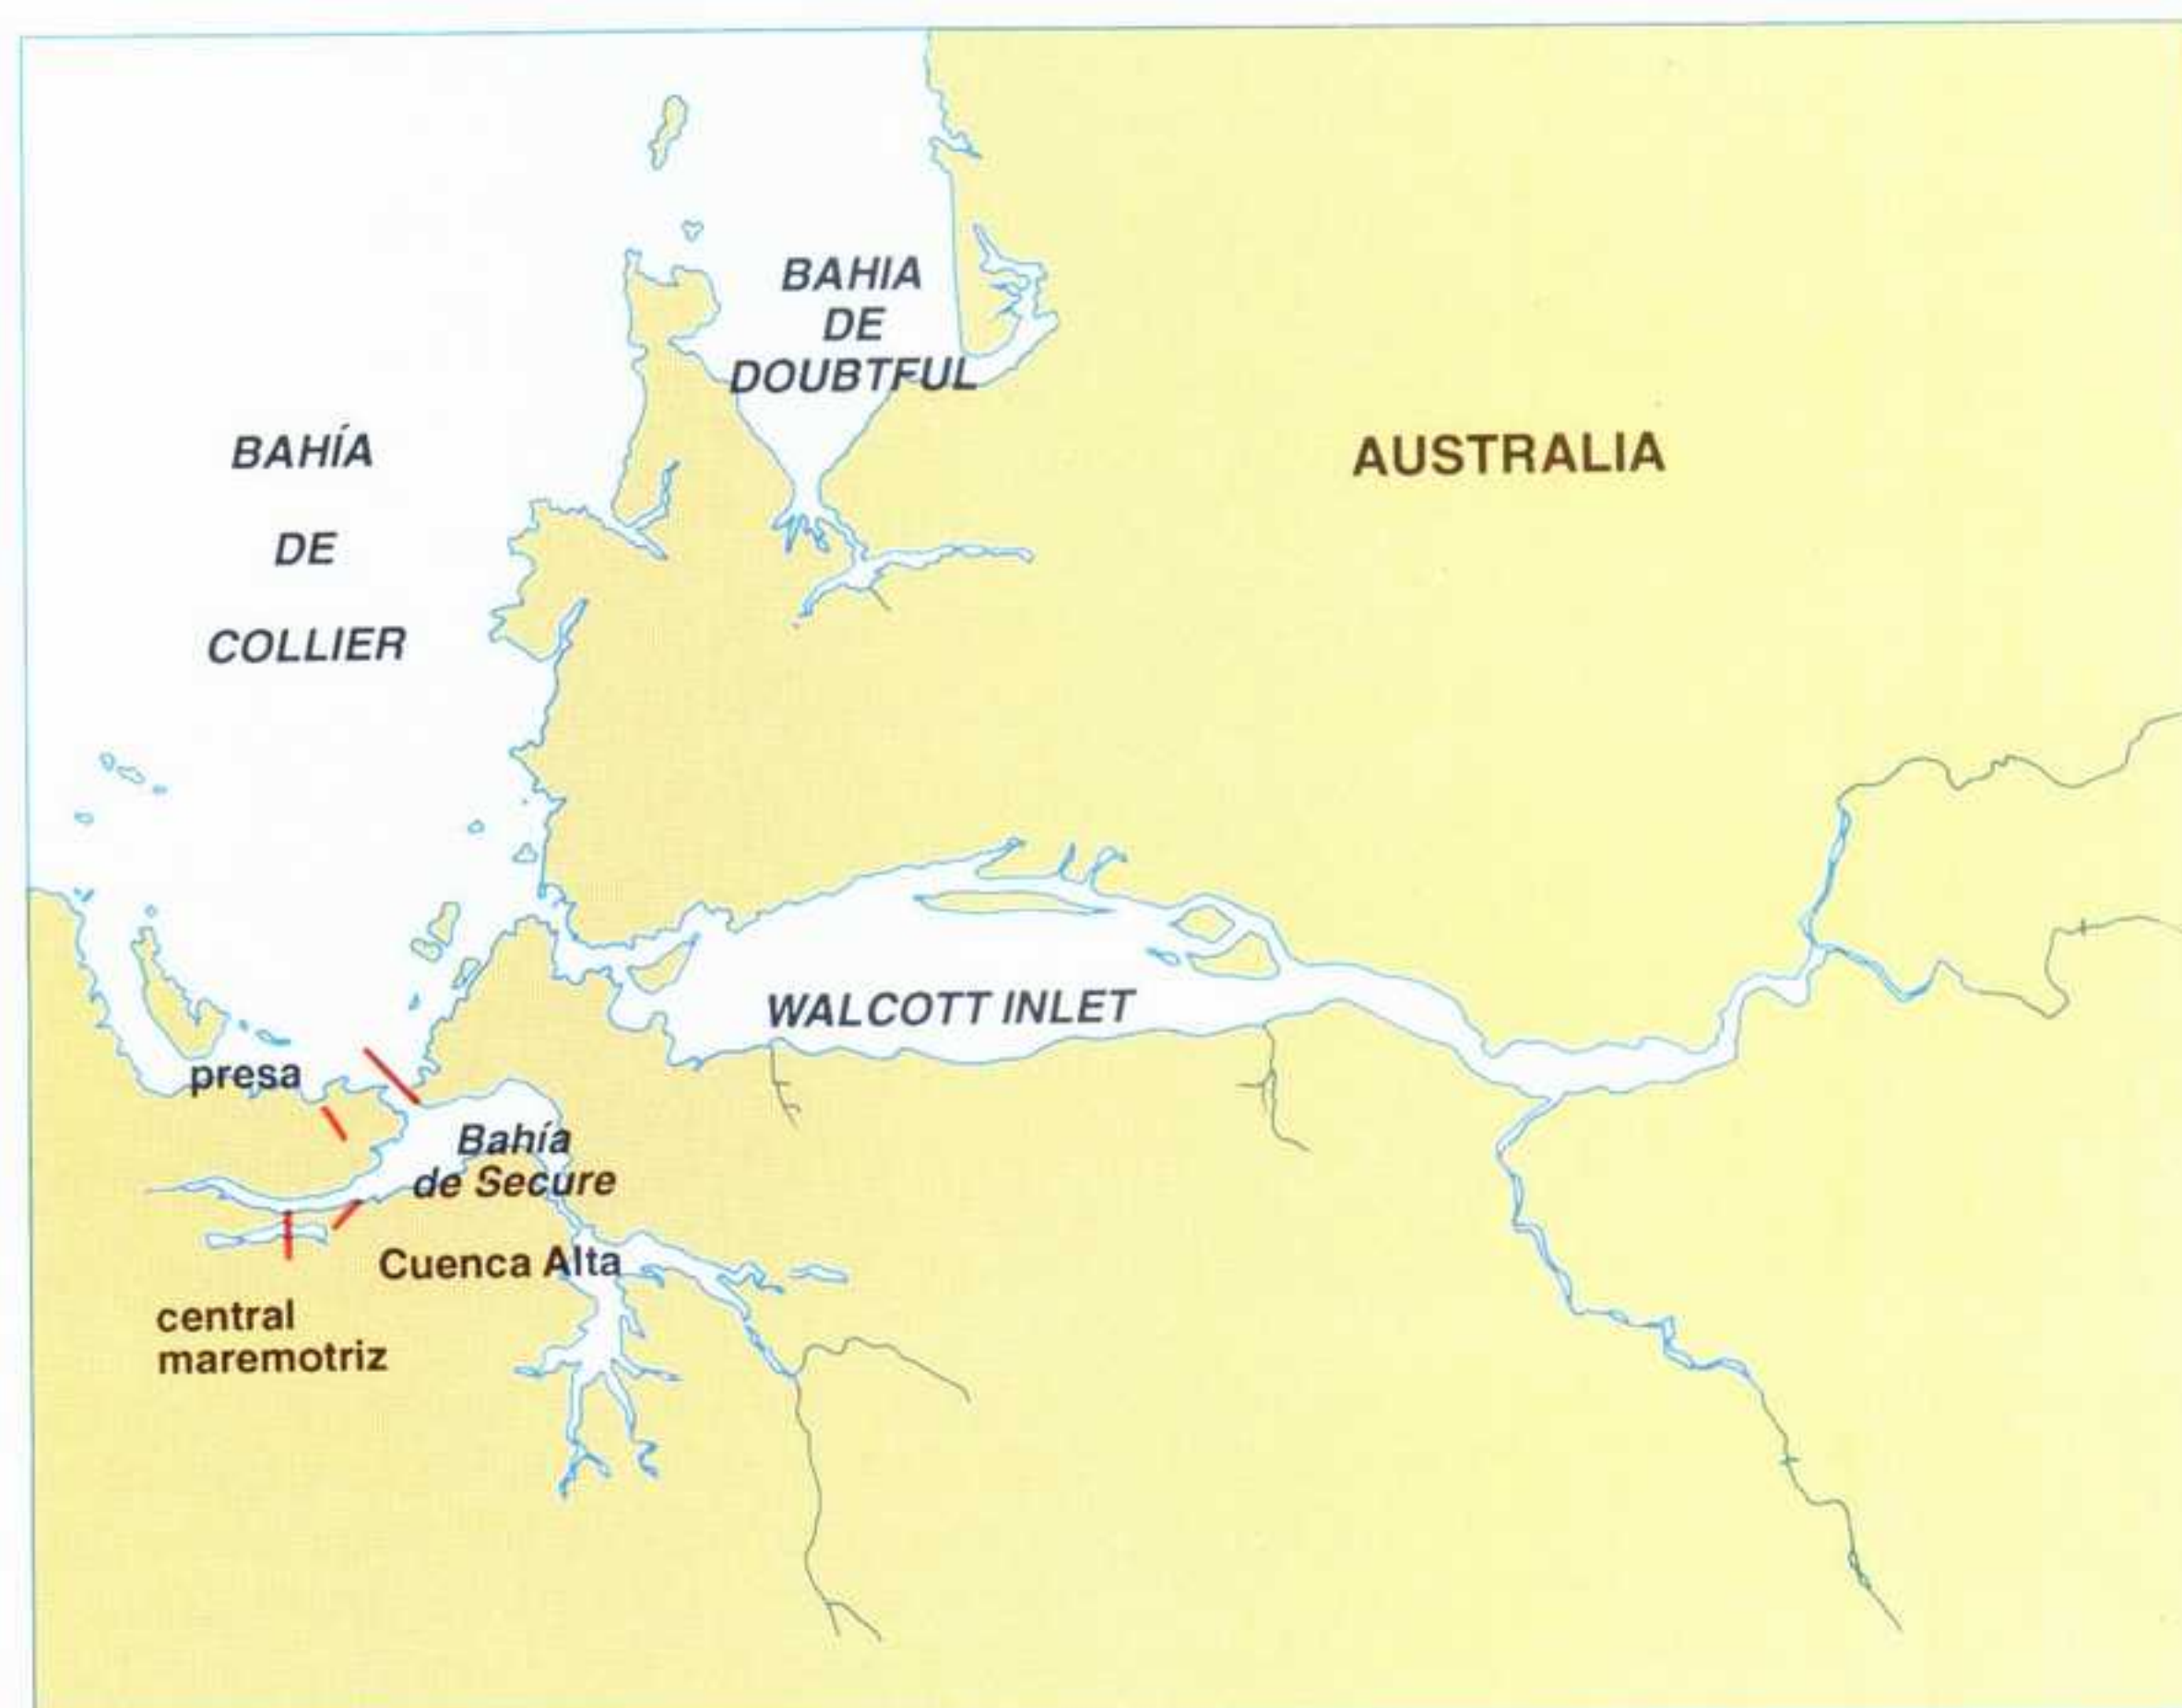 BAHIA
DE
DOUBTFUL
BAHÍA
DE
COLLIER
AUSTRALIA
WALCOTT INLET
presa
Bahía
de Secure
Cuenca Alta
central
maremotriz